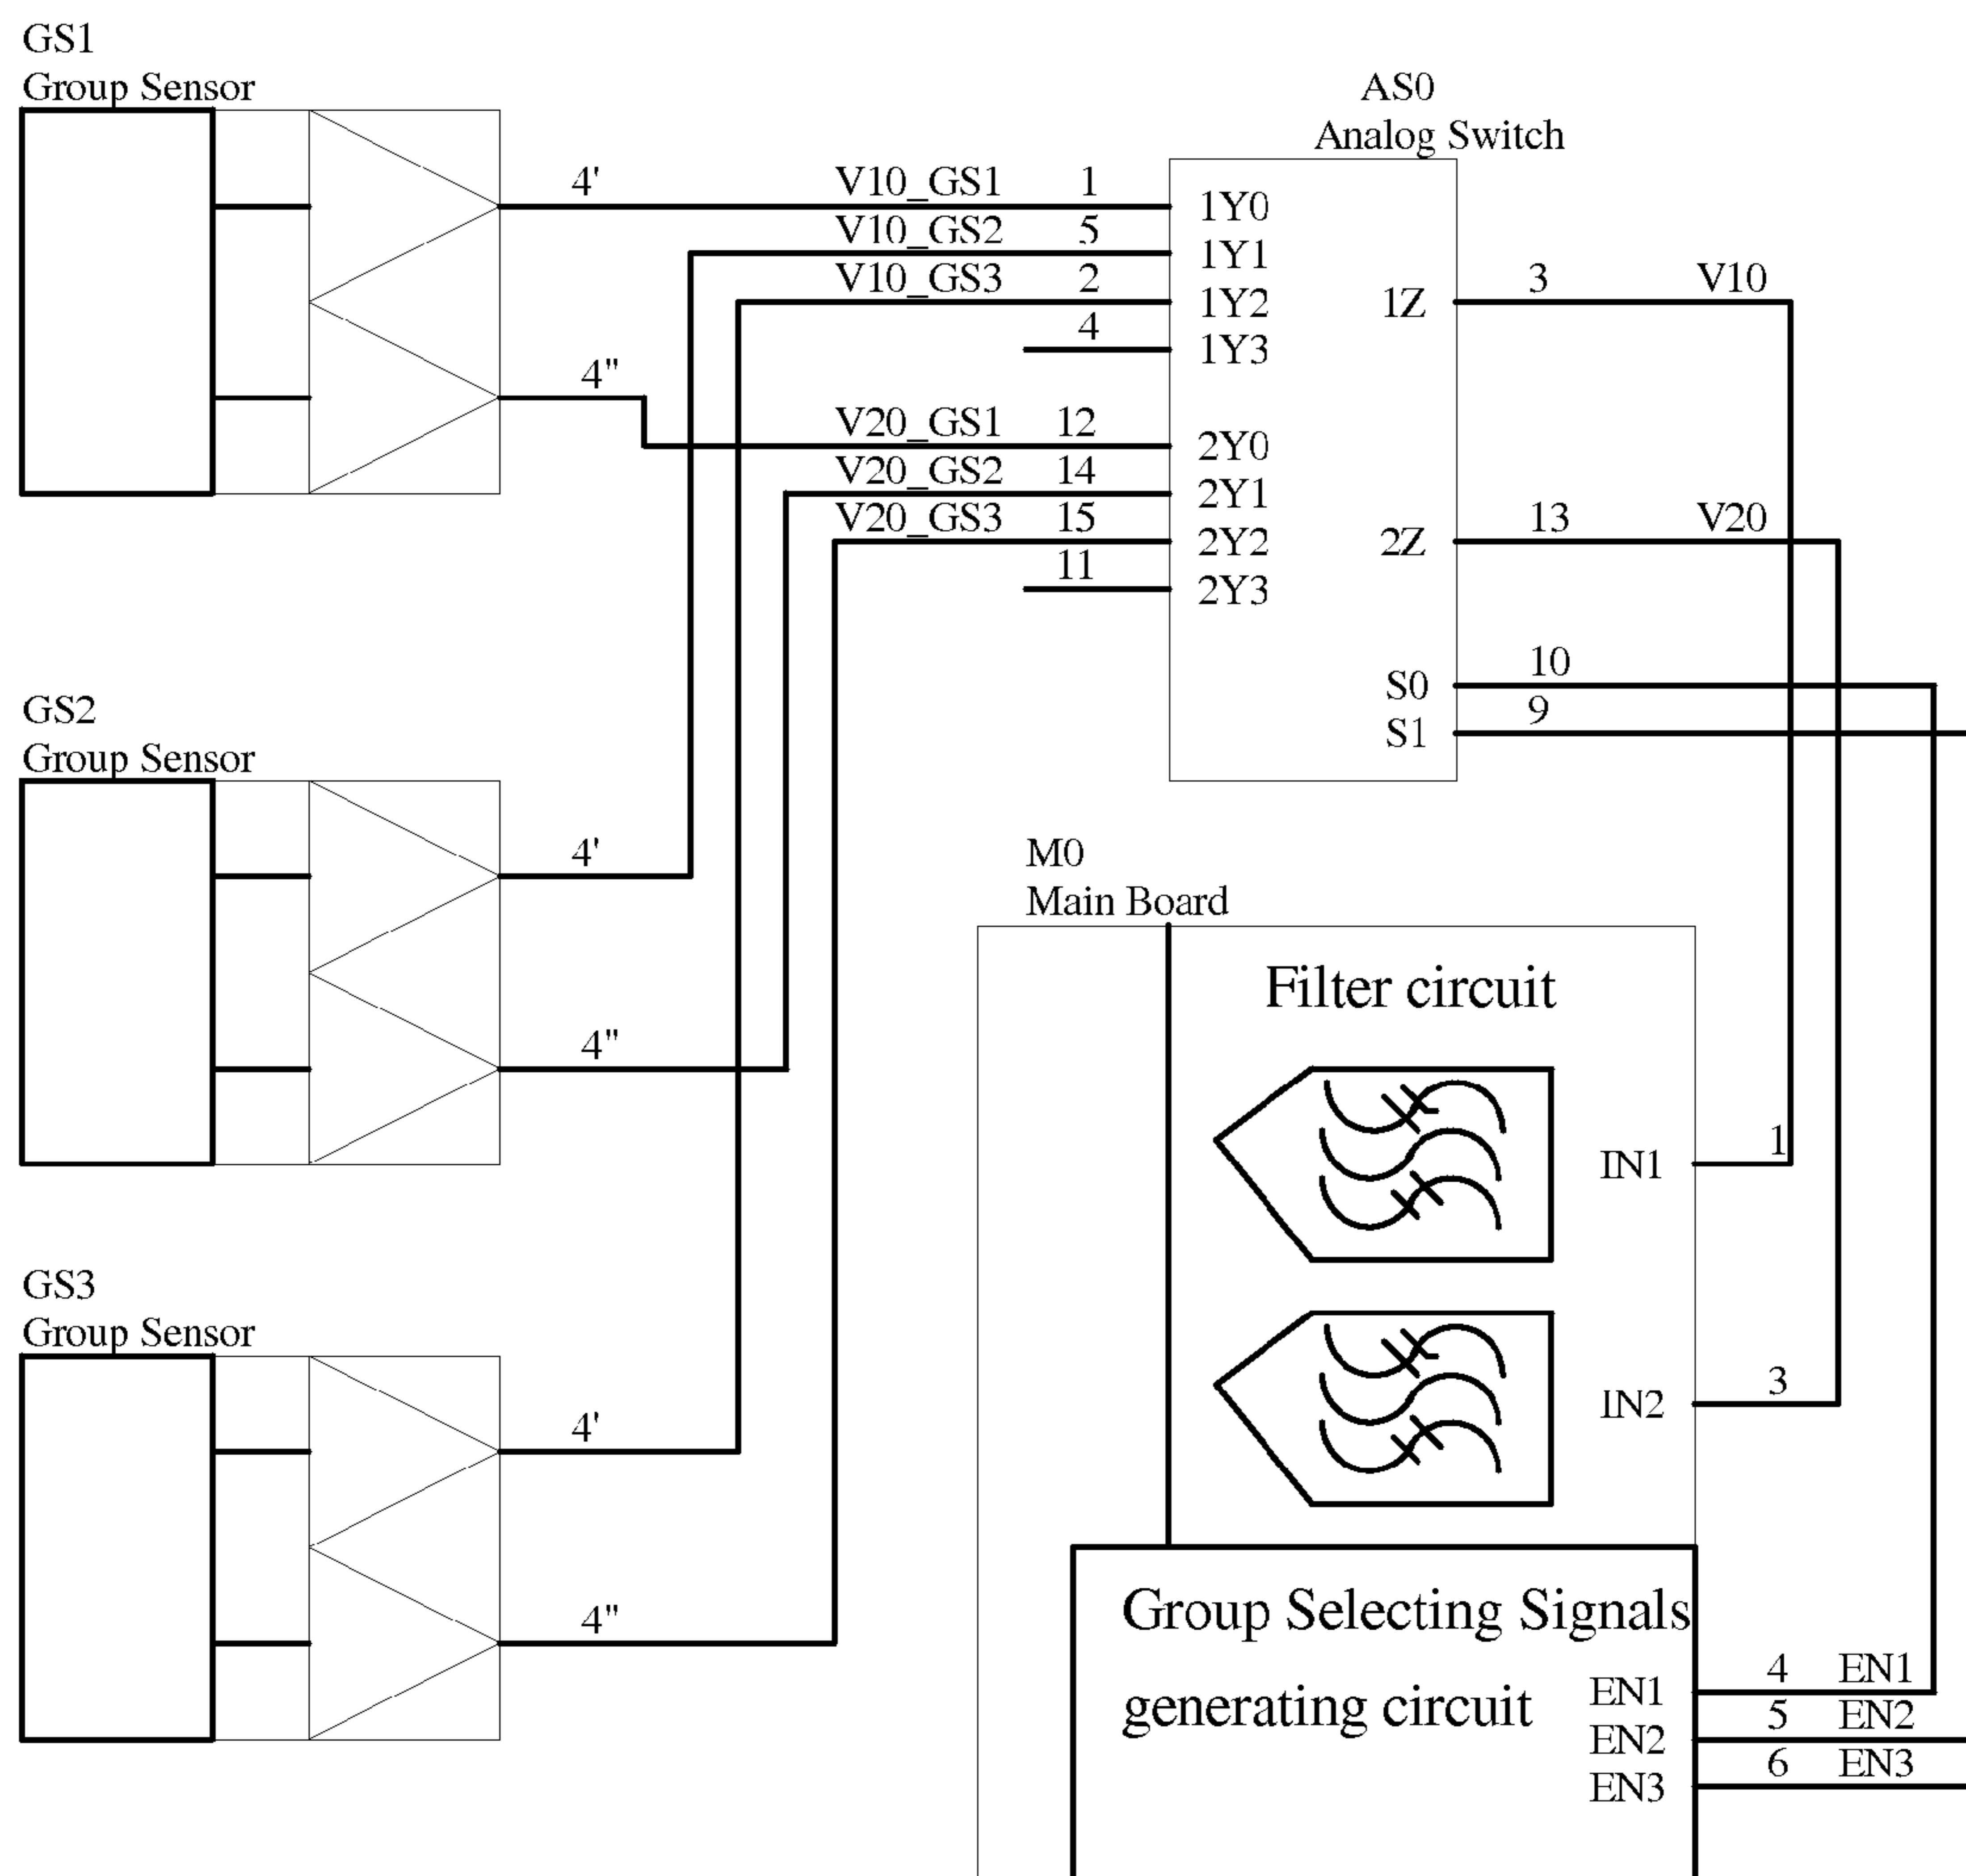 GS1
Group Sensor
4'
4"
GS2
Group Sensor
4'
4"
GS3
Group Sensor
4'
4"
V10_GS1 1
V10_GS2 5
V10_GS3 2
4
V20_GS1 12
V20_GS2 14
V20_GS3 15
11
AS0
Analog Switch
1Y0
1Y1
1Y2
1Y3
2Y0
2Y1
2Y2
2Y3
1Z
2Z
S0
S1
3 V10
13 V20
10
9
M0
Main Board
Filter circuit
IN1
1
IN2
3
Group Selecting Signals
generating circuit
EN1
EN2
EN3
4 EN1
5 EN2
6 EN3